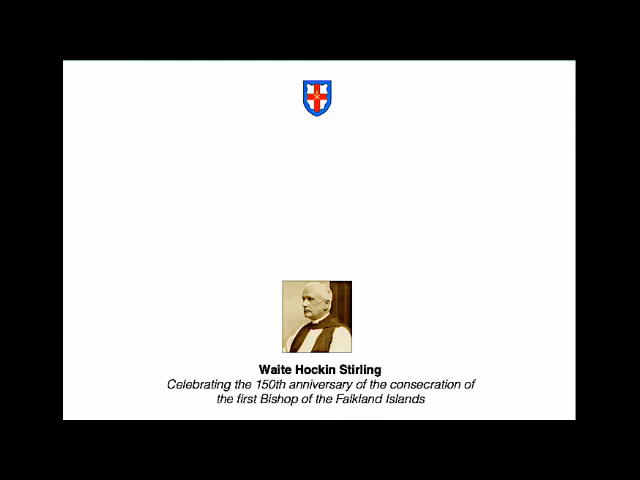 Waite Hockin Stirling
Celebrating the 150th anniversary of the consecration of
the first Bishop of the Falkland Islands